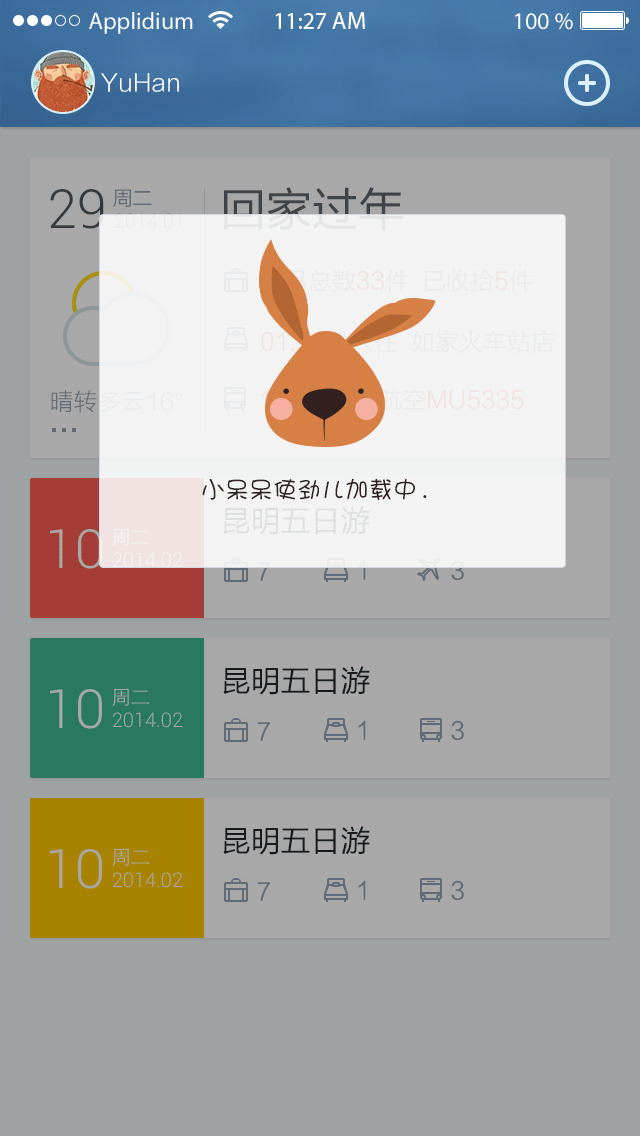 Applidium 11:27 AM 100 %
YuHan
29 周二 回家过年
2014.01
总数33件 已收拾5件
01 入住 如家火车站店
晴转多云16° 航空MU5335
...
小呆呆使劲儿加载中.
10 周二 昆明五日游
2014.02 7 1 3
10 周二 昆明五日游
2014.02 7 1 3
10 周二 昆明五日游
2014.02 7 1 3